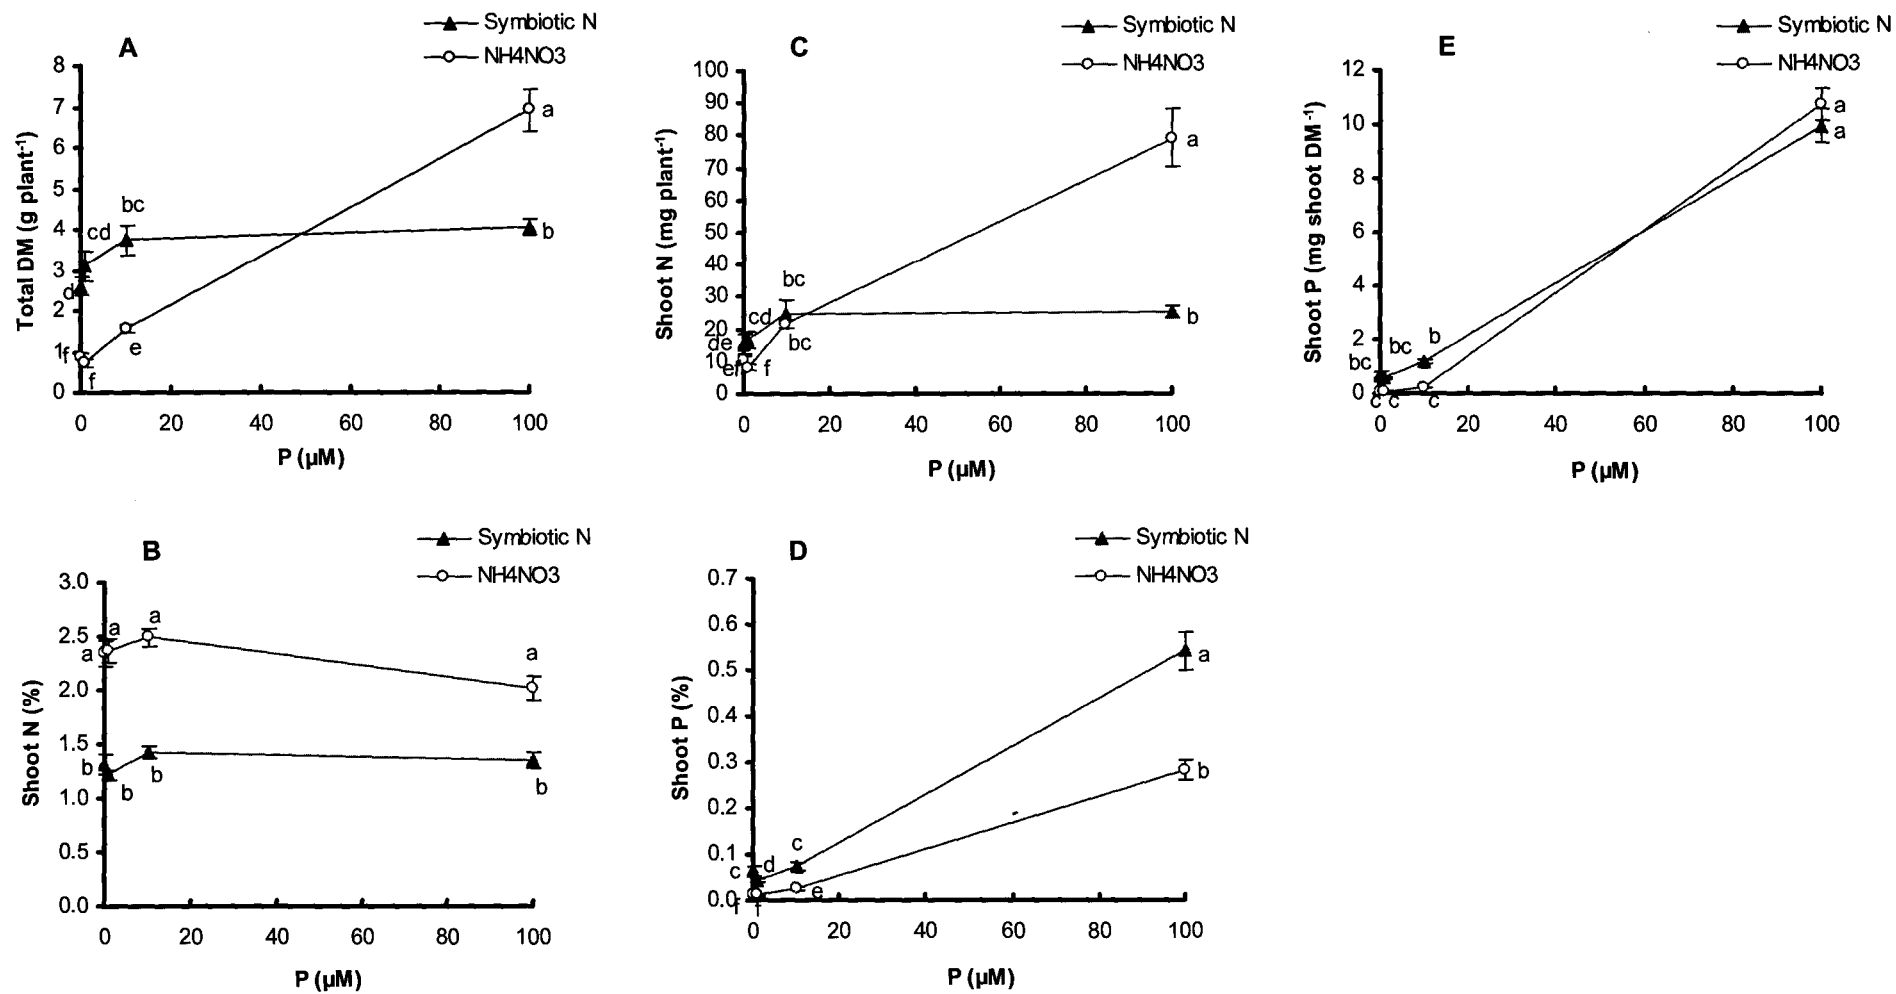 A
Symbiotic N
NH4NO3
Total DM (g plant-1)
8
7
6
5
4
3
2
1
0
a
bc
cd
b
d
e
f
f
0 20 40 60 80 100
P (µM)
C
Symbiotic N
NH4NO3
Shoot N (mg plant-1)
100
90
80
70
60
50
40
30
20
10
0
a
bc
cd
b
de
bc
ef
f
0 20 40 60 80 100
P (µM)
E
Symbiotic N
NH4NO3
Shoot P (mg shoot DM-1)
12
10
8
6
4
2
0
a
a
b
bc
bc
c c c
0 20 40 60 80 100
P (µM)
B
Symbiotic N
NH4NO3
Shoot N (%)
3.0
2.5
2.0
1.5
1.0
0.5
0.0
a
a
a
a
b
b
b
b
0 20 40 60 80 100
P (µM)
D
Symbiotic N
NH4NO3
Shoot P (%)
0.7
0.6
0.5
0.4
0.3
0.2
0.1
0.0
a
b
c
c
d
e
f f
0 20 40 60 80 100
P (µM)